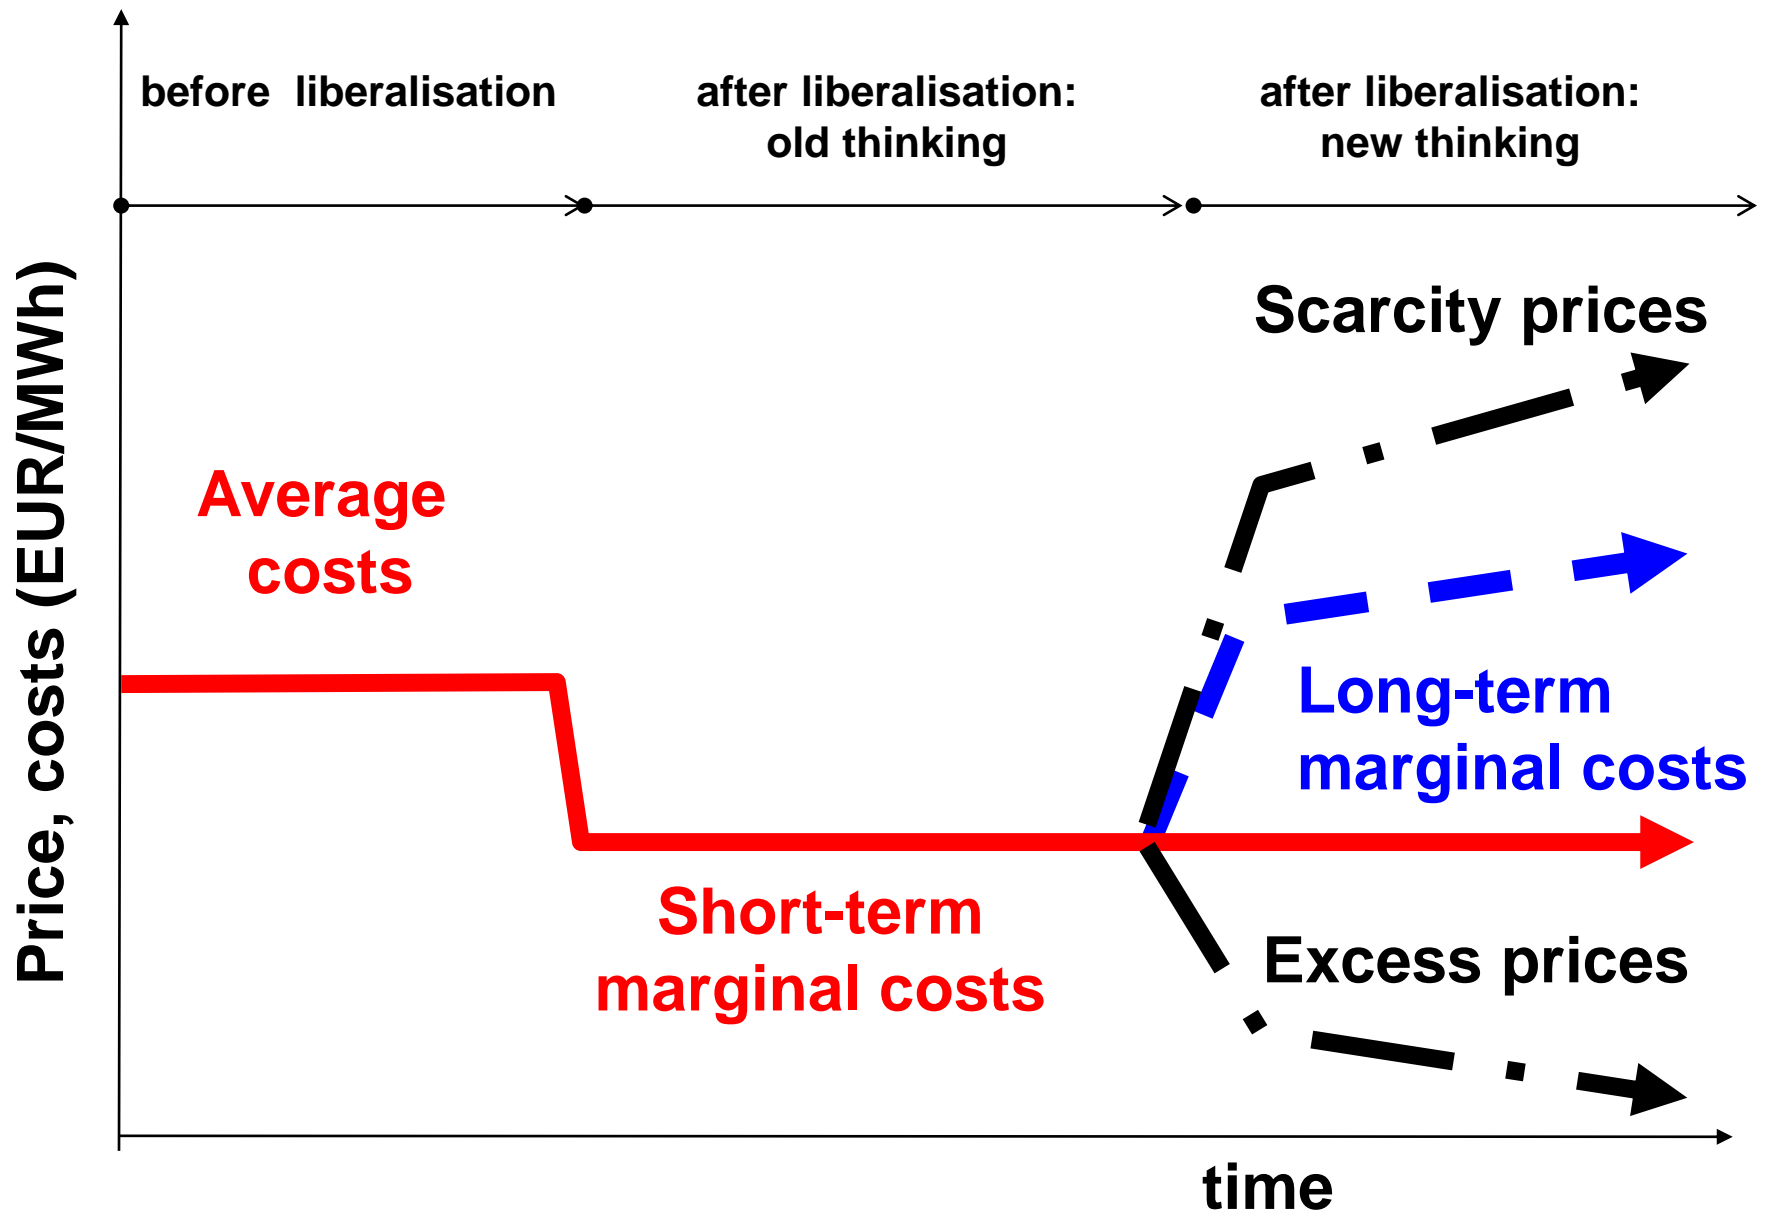 before liberalisation
after liberalisation:
old thinking
after liberalisation:
new thinking
Price, costs (EUR/MWh)
Scarcity prices
Average
costs
Long-term
marginal costs
Short-term
marginal costs
Excess prices
time